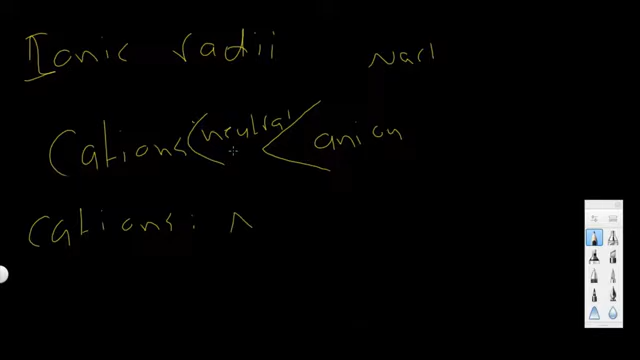 Ionic radii Nacl
Cations < neutral < anion
Cations: